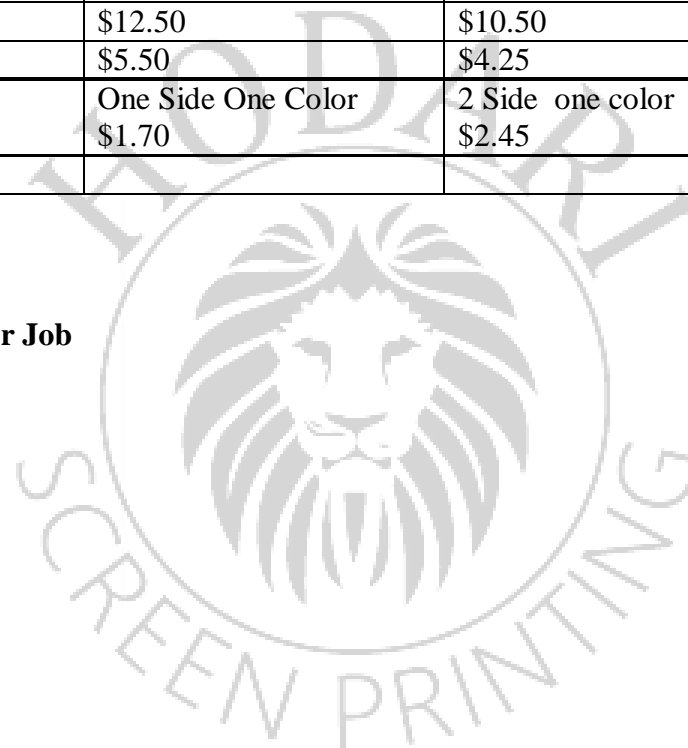 $12.50 $10.50
$5.50 $4.25
One Side One Color 2 Side one color
$1.70 $2.45
r Job
HODARI
SCREEN PRINTING